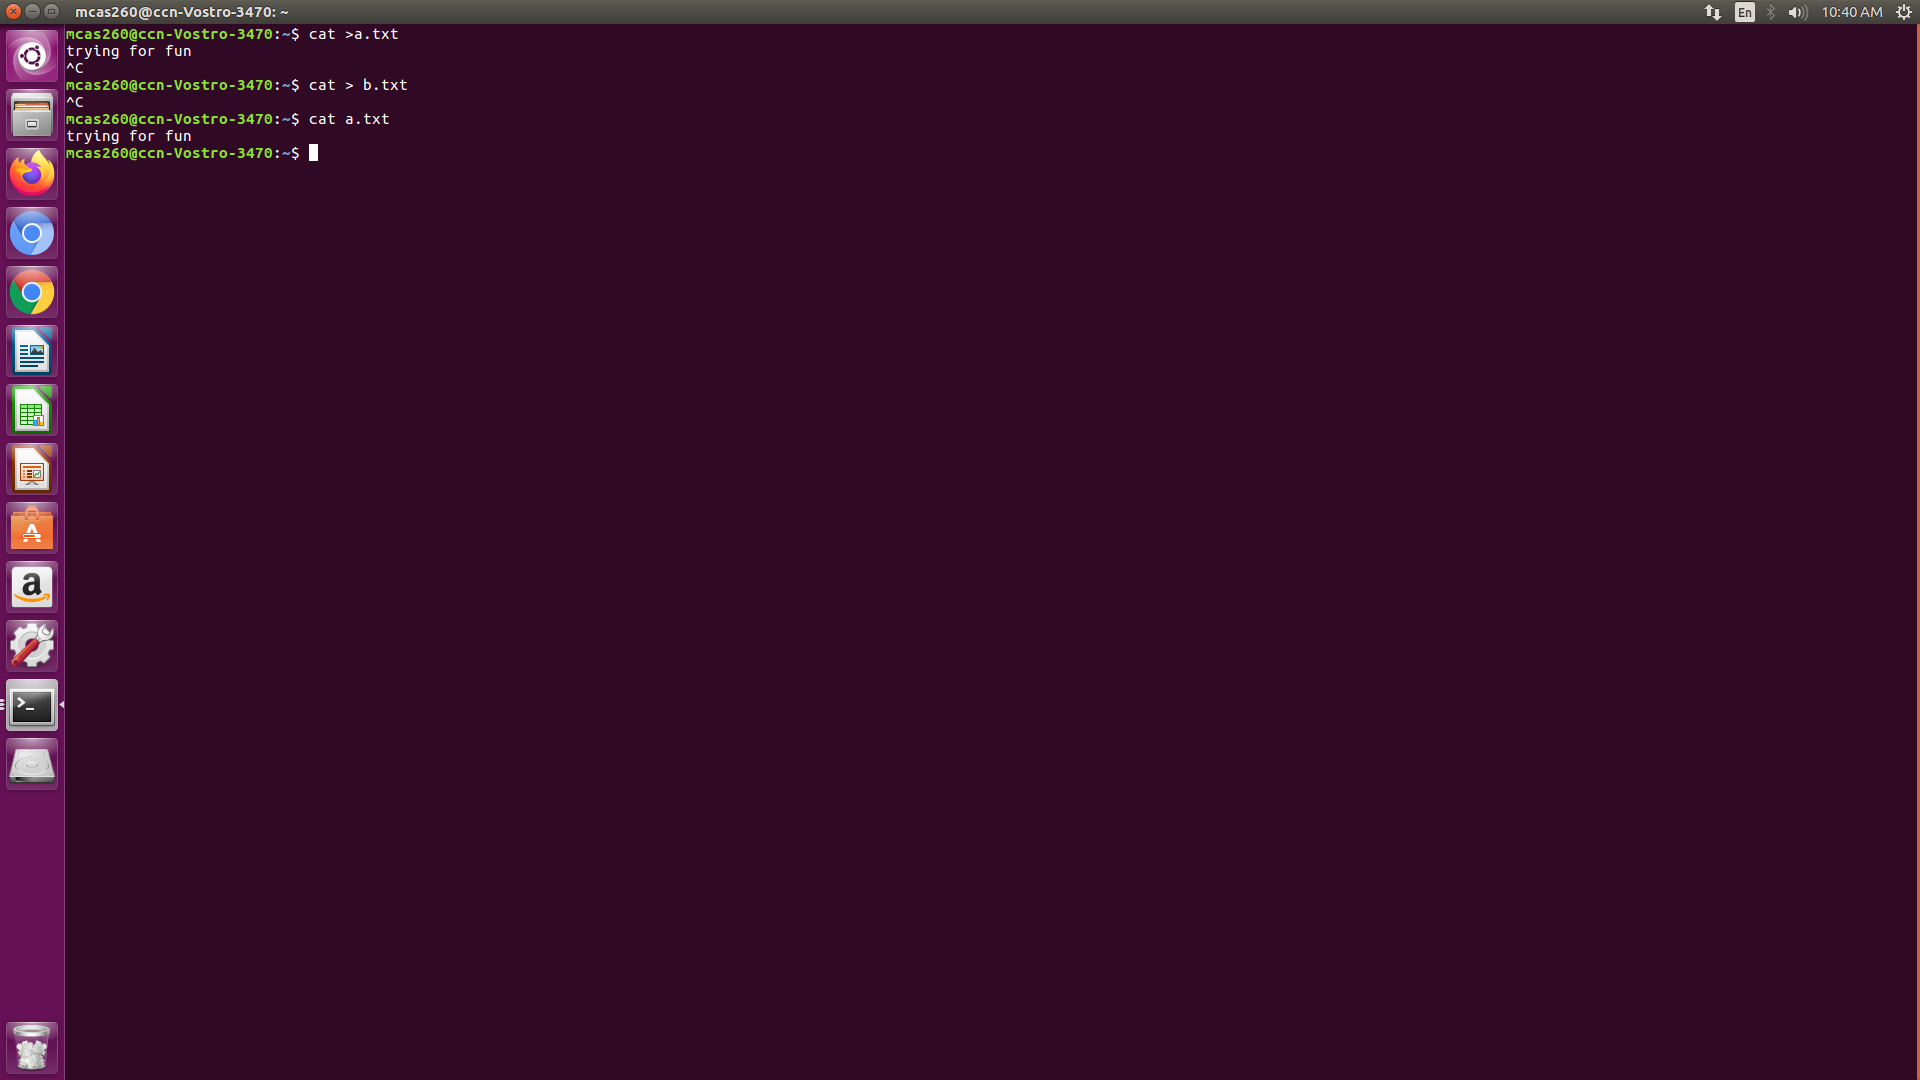 mcas260@ccn-Vostro-3470: ~
En
10:40 AM
mcas260@ccn-Vostro-3470:~$ cat >a.txt
trying for fun
^C
mcas260@ccn-Vostro-3470:~$ cat > b.txt
^C
mcas260@ccn-Vostro-3470:~$ cat a.txt
trying for fun
mcas260@ccn-Vostro-3470:~$